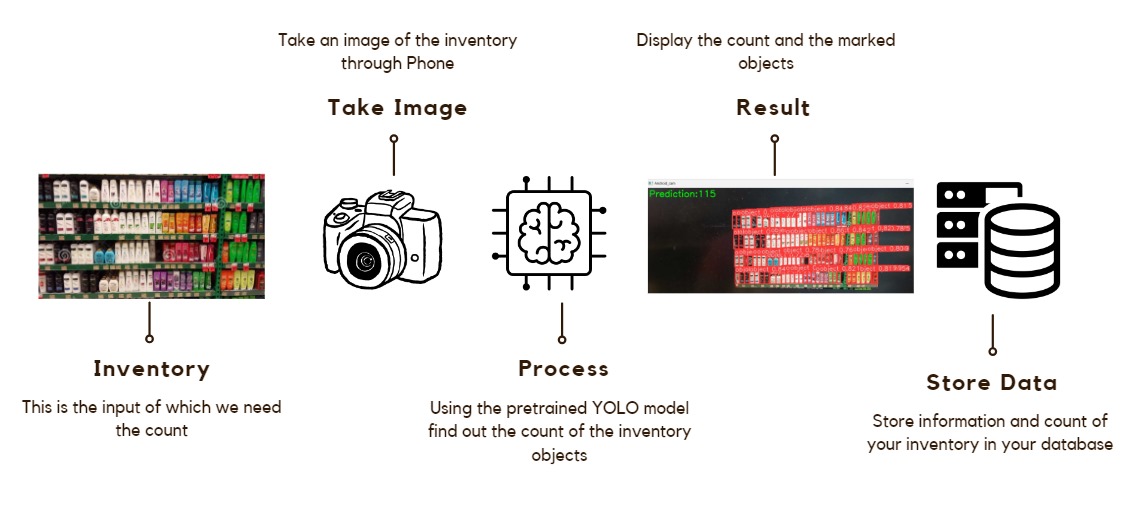 Take an image of the inventory
through Phone
Take Image
Display the count and the marked
objects
Result
Prediction:115
Inventory
This is the input of which we need
the count
Process
Using the pretrained YOLO model
find out the count of the inventory
objects
Store Data
Store information and count of
your inventory in your database